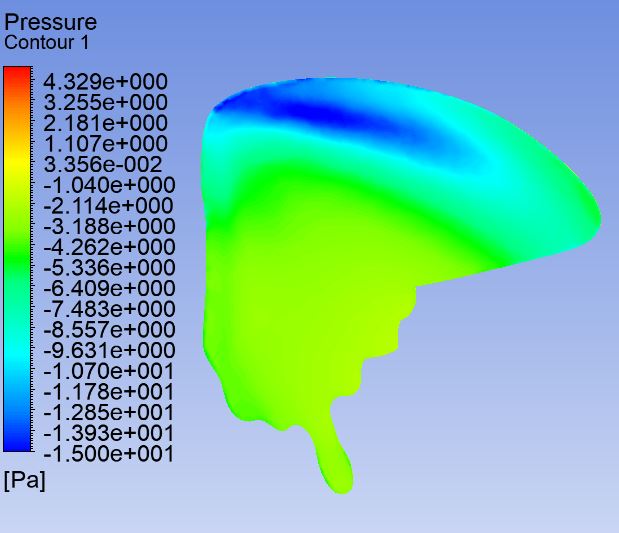 Pressure
Contour 1
4.329e+000
3.255e+000
2.181e+000
1.107e+000
3.356e-002
-1.040e+000
-2.114e+000
-3.188e+000
-4.262e+000
-5.336e+000
-6.409e+000
-7.483e+000
-8.557e+000
-9.631e+000
-1.070e+001
-1.178e+001
-1.285e+001
-1.393e+001
-1.500e+001
[Pa]